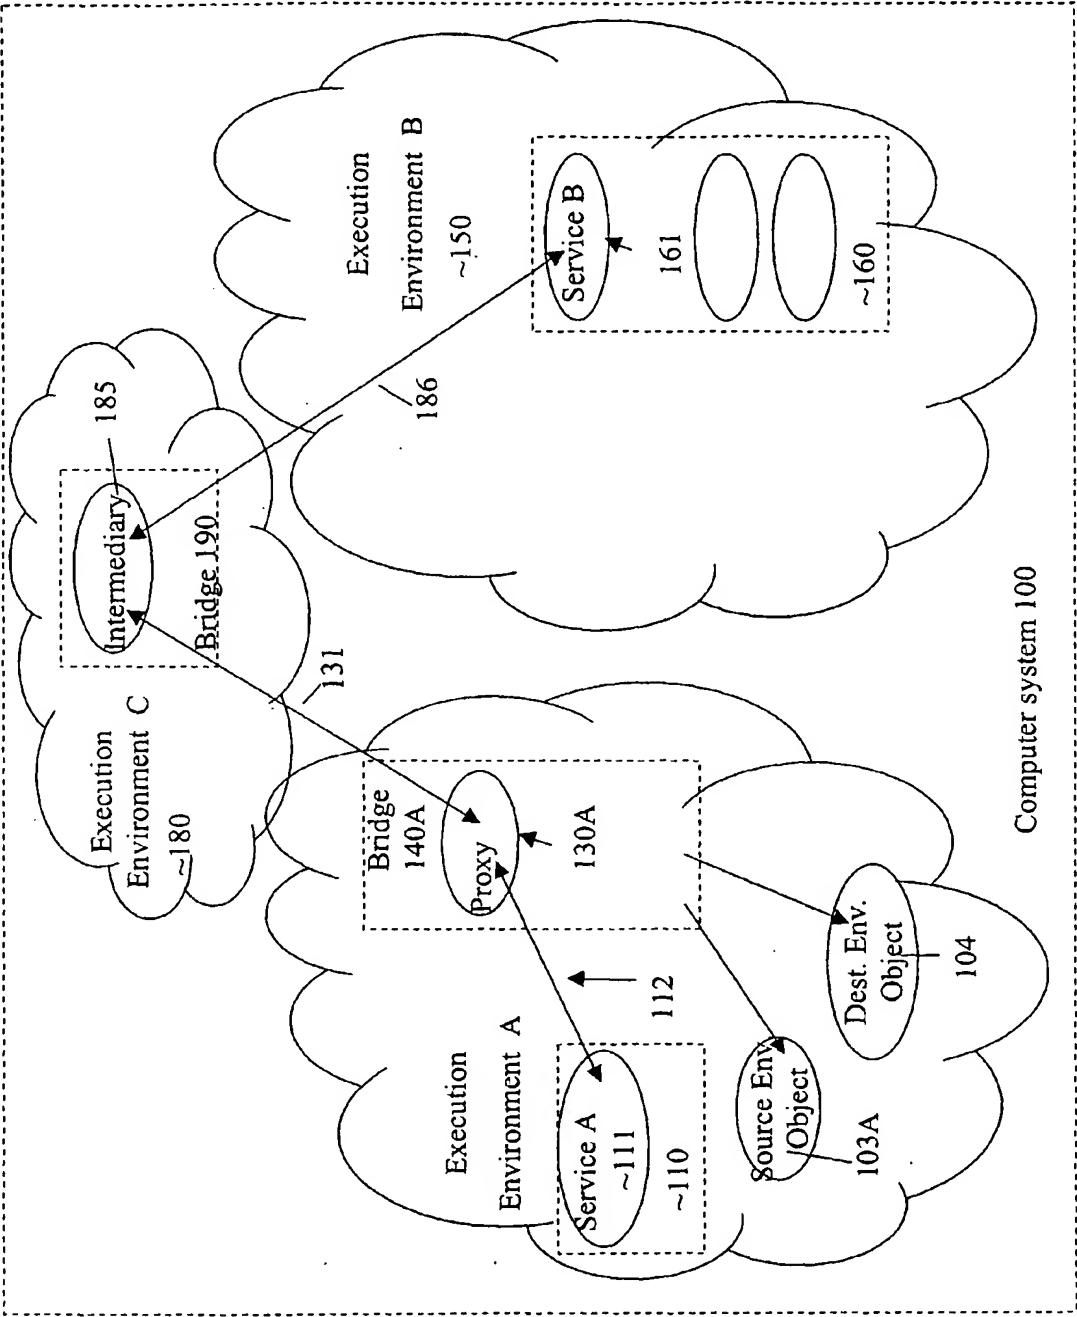 Execution
Environment C
~180
Intermediary
185
Bridge 190
131
Execution
Environment B
~150
186
Service B
161
~160
Bridge
140A
Proxy
130A
Execution
Environment A
112
Service A
~111
~110
Source Env.
Object
103A
Dest. Env.
Object
104
Computer system 100